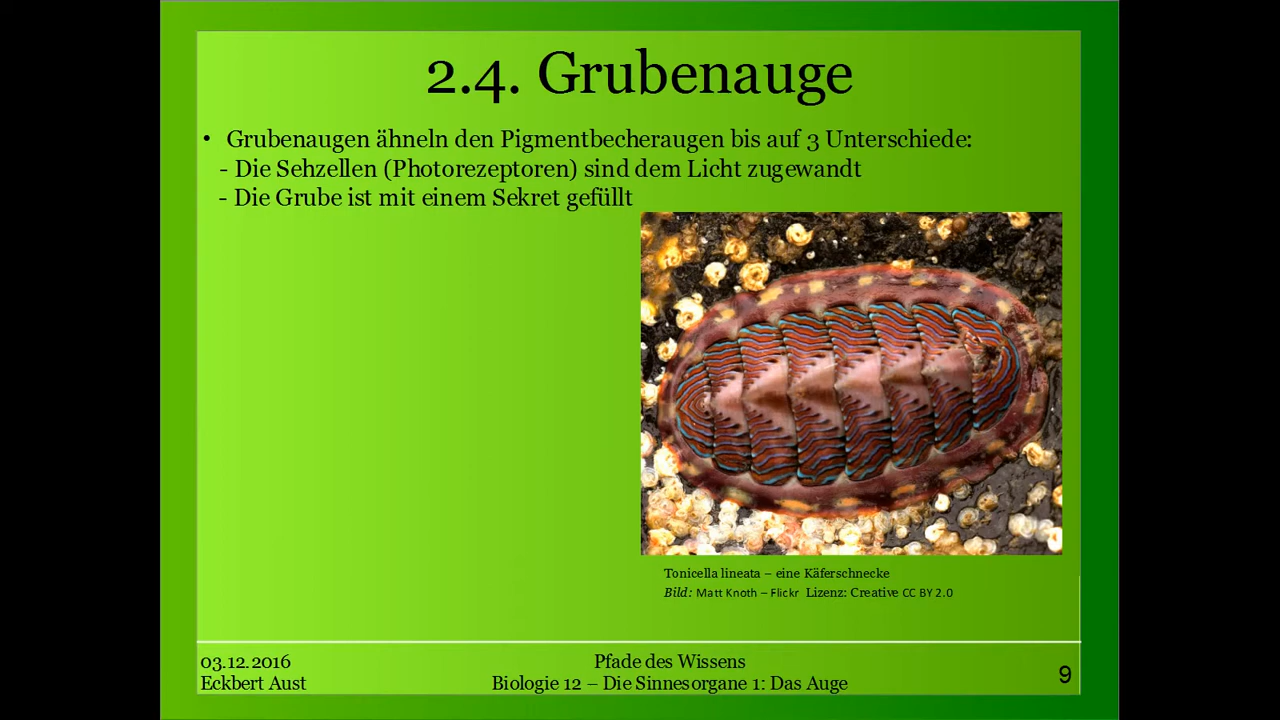 2.4. Grubenauge
• Grubenaugen ähneln den Pigmentbecheraugen bis auf 3 Unterschiede:
- Die Sehzellen (Photorezeptoren) sind dem Licht zugewandt
- Die Grube ist mit einem Sekret gefüllt
Tonicella lineata – eine Käferschnecke
Bild: Matt Knoth – Flickr Lizenz: Creative CC BY 2.0
03.12.2016
Eckbert Aust
Pfade des Wissens
Biologie 12 – Die Sinnesorgane 1: Das Auge
9